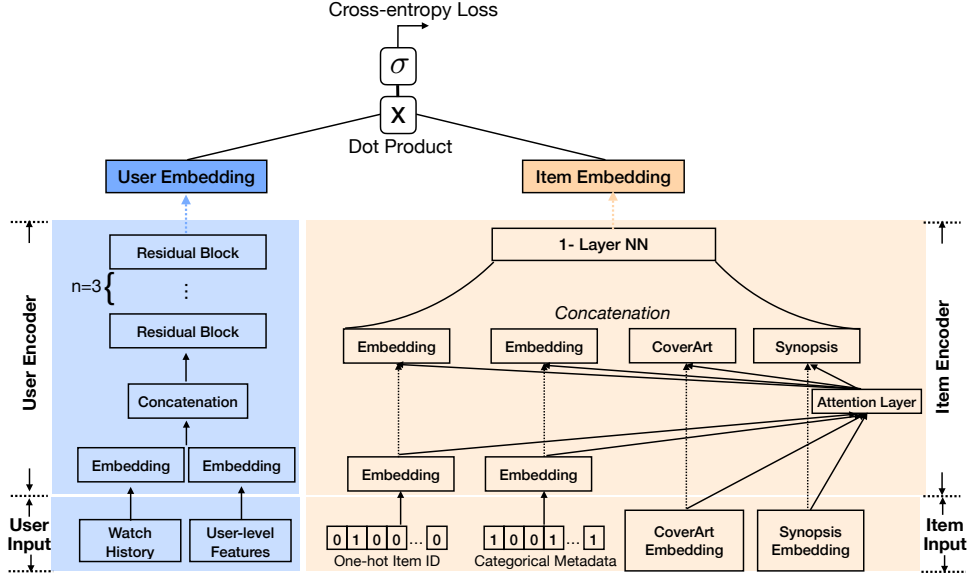 Cross-entropy Loss
σ
X
Dot Product
User Embedding
Item Embedding
User Encoder
Residual Block
n=3 {
⋮
Residual Block
Concatenation
Embedding
Embedding
1- Layer NN
Concatenation
Embedding
Embedding
CoverArt
Synopsis
Attention Layer
Embedding
Embedding
Item Encoder
User
Input
Watch
History
User-level
Features
0 1 0 0 ... 0
One-hot Item ID
1 0 0 1 ... 1
Categorical Metadata
CoverArt
Embedding
Synopsis
Embedding
Item
Input